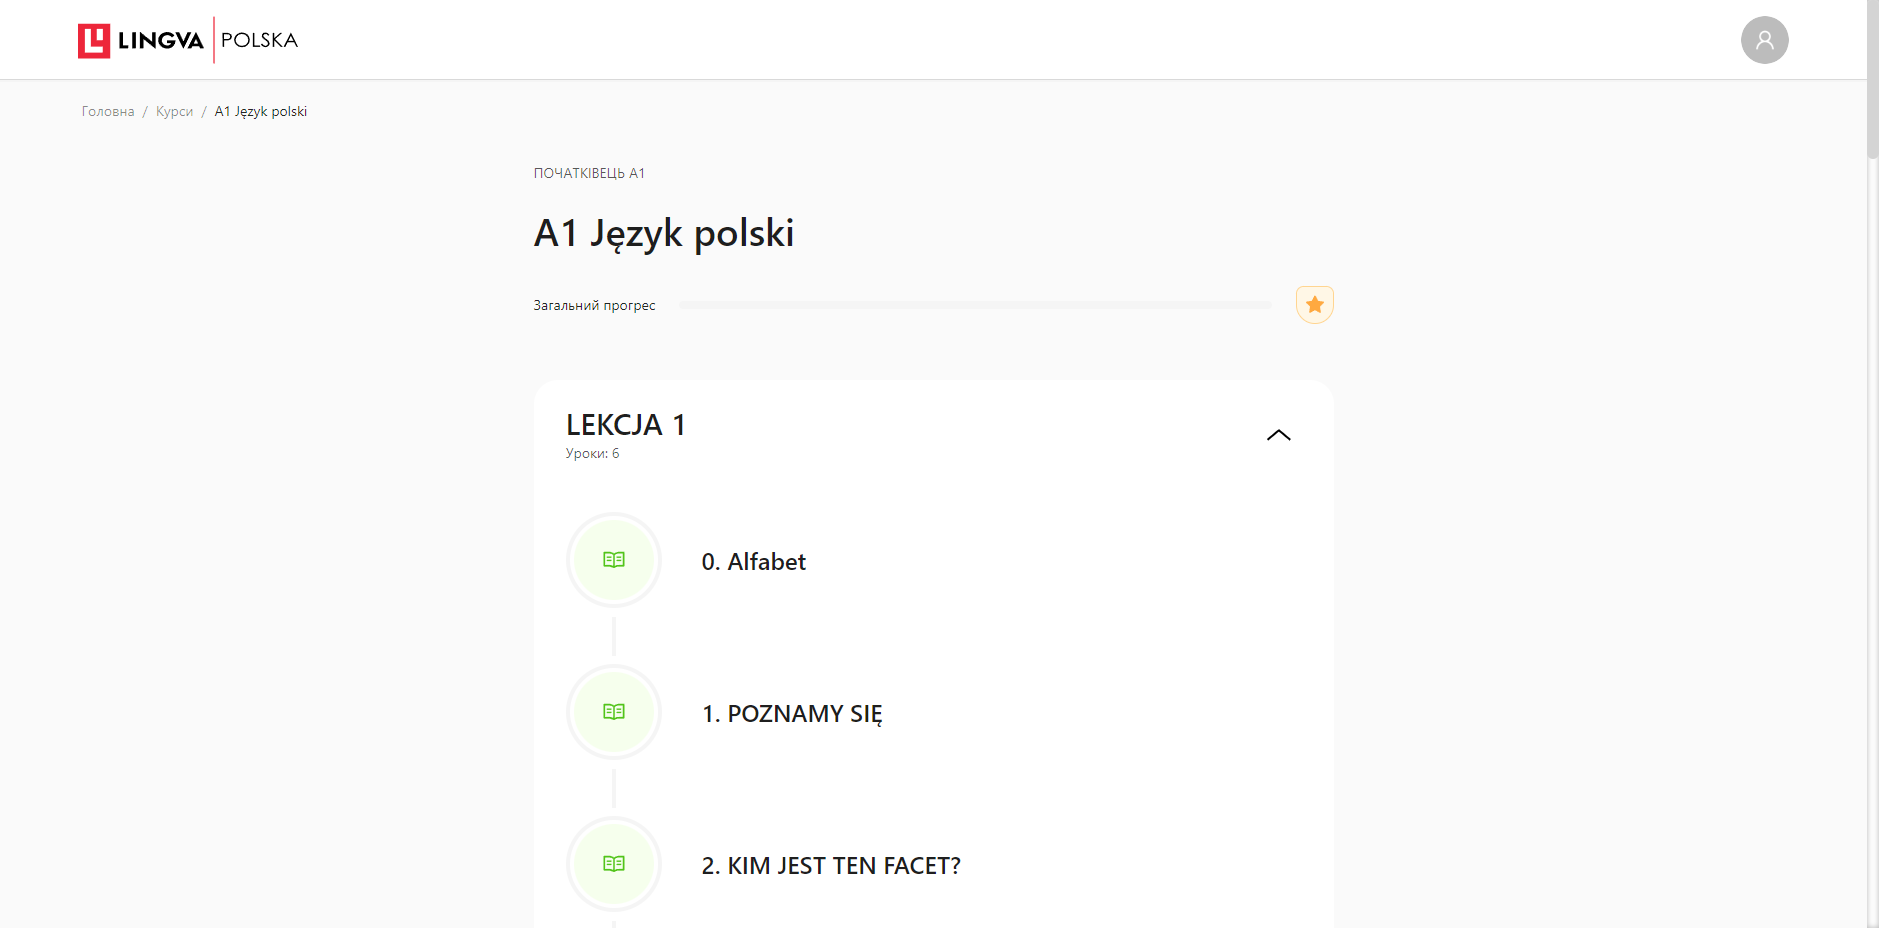 LINGVA POLSKA
Головна / Курси / A1 Język polski
ПОЧАТКІВЕЦЬ A1
A1 Język polski
Загальний прогрес
LEKCJA 1
Уроки: 6
0. Alfabet
1. POZNAMY SIĘ
2. KIM JEST TEN FACET?